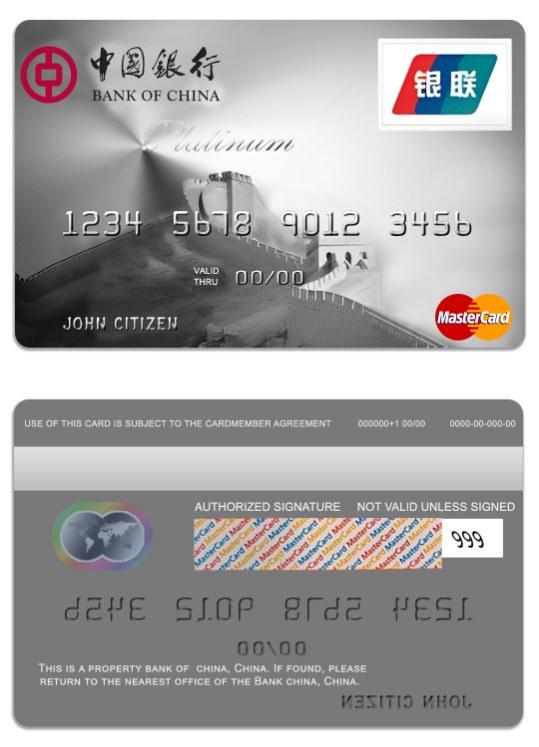 中國銀行
BANK OF CHINA
银联
Platinum
1234 5678 9012 3456
VALID THRU 00/00
JOHN CITIZEN
MasterCard
USE OF THIS CARD IS SUBJECT TO THE CARDMEMBER AGREEMENT 000000+1 00/00 0000-00-000-00
AUTHORIZED SIGNATURE NOT VALID UNLESS SIGNED
MasterCard
999
1234 5678 9012 3456
00/00
THIS IS A PROPERTY BANK OF CHINA, CHINA. IF FOUND, PLEASE
RETURN TO THE NEAREST OFFICE OF THE BANK CHINA, CHINA.
JOHN CITIZEN